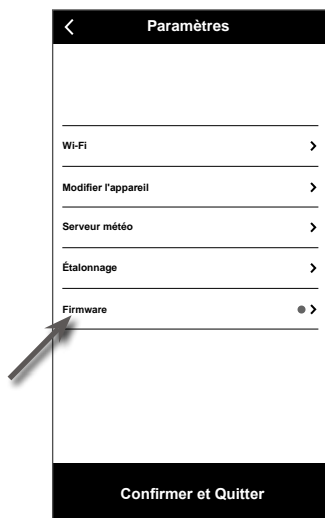 Paramètres
Wi-Fi
Modifier l'appareil
Serveur météo
Étalonnage
Firmware
Confirmer et Quitter